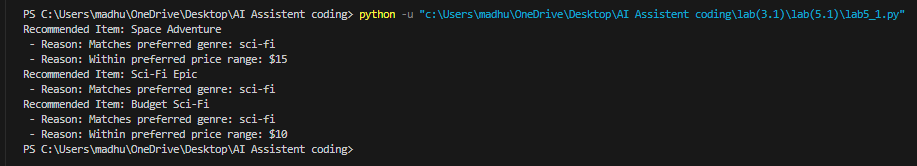 PS C:\Users\madhu\OneDrive\Desktop\AI Assistent coding> python -u "c:\Users\madhu\OneDrive\Desktop\AI Assistent coding\lab(3.1)\lab(5.1)\lab5_1.py"
Recommended Item: Space Adventure
 - Reason: Matches preferred genre: sci-fi
 - Reason: Within preferred price range: $15
Recommended Item: Sci-Fi Epic
 - Reason: Matches preferred genre: sci-fi
Recommended Item: Budget Sci-Fi
 - Reason: Matches preferred genre: sci-fi
 - Reason: Within preferred price range: $10
PS C:\Users\madhu\OneDrive\Desktop\AI Assistent coding>